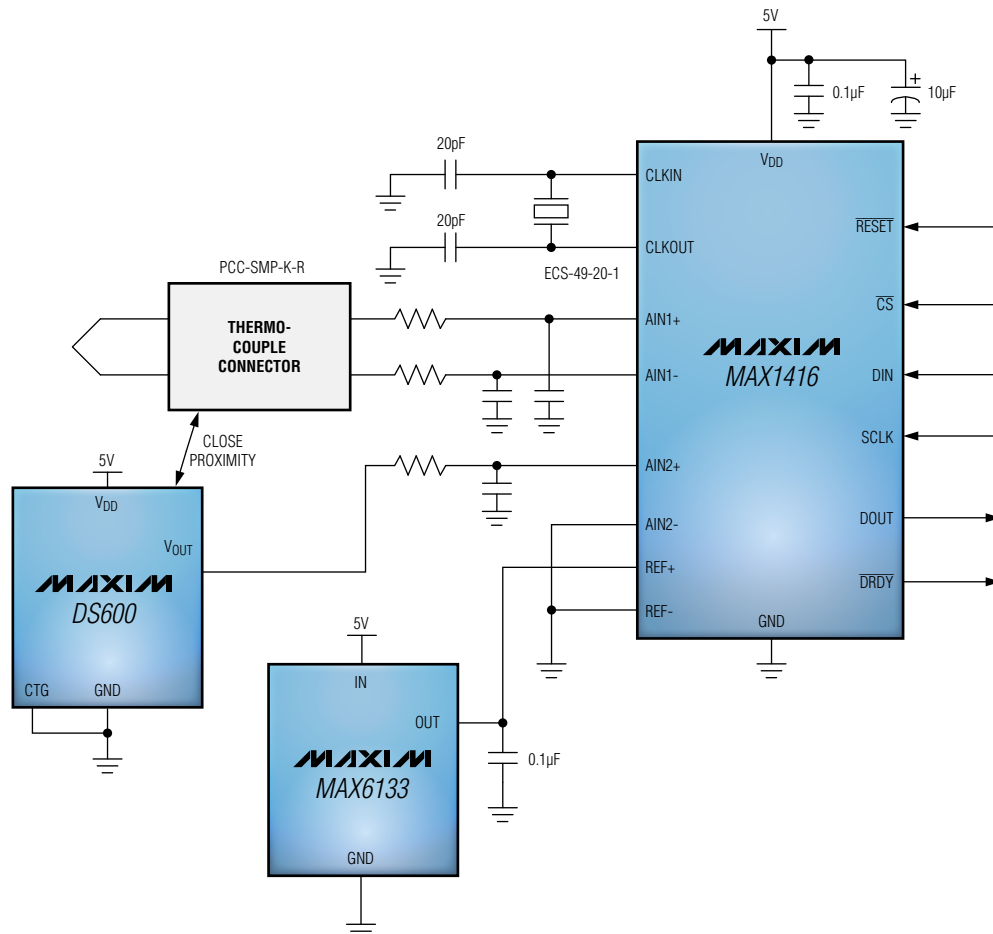 5V
0.1µF
10µF
+
VDD
20pF
CLKIN
20pF
CLKOUT
RESET
ECS-49-20-1
PCC-SMP-K-R
THERMO-
COUPLE
CONNECTOR
AIN1+
CS
MAXIM
MAX1416
AIN1-
DIN
SCLK
CLOSE
PROXIMITY
AIN2+
5V
VDD
VOUT
AIN2-
DOUT
REF+
DRDY
REF-
GND
MAXIM
DS600
CTG
GND
5V
IN
OUT
0.1µF
MAXIM
MAX6133
GND